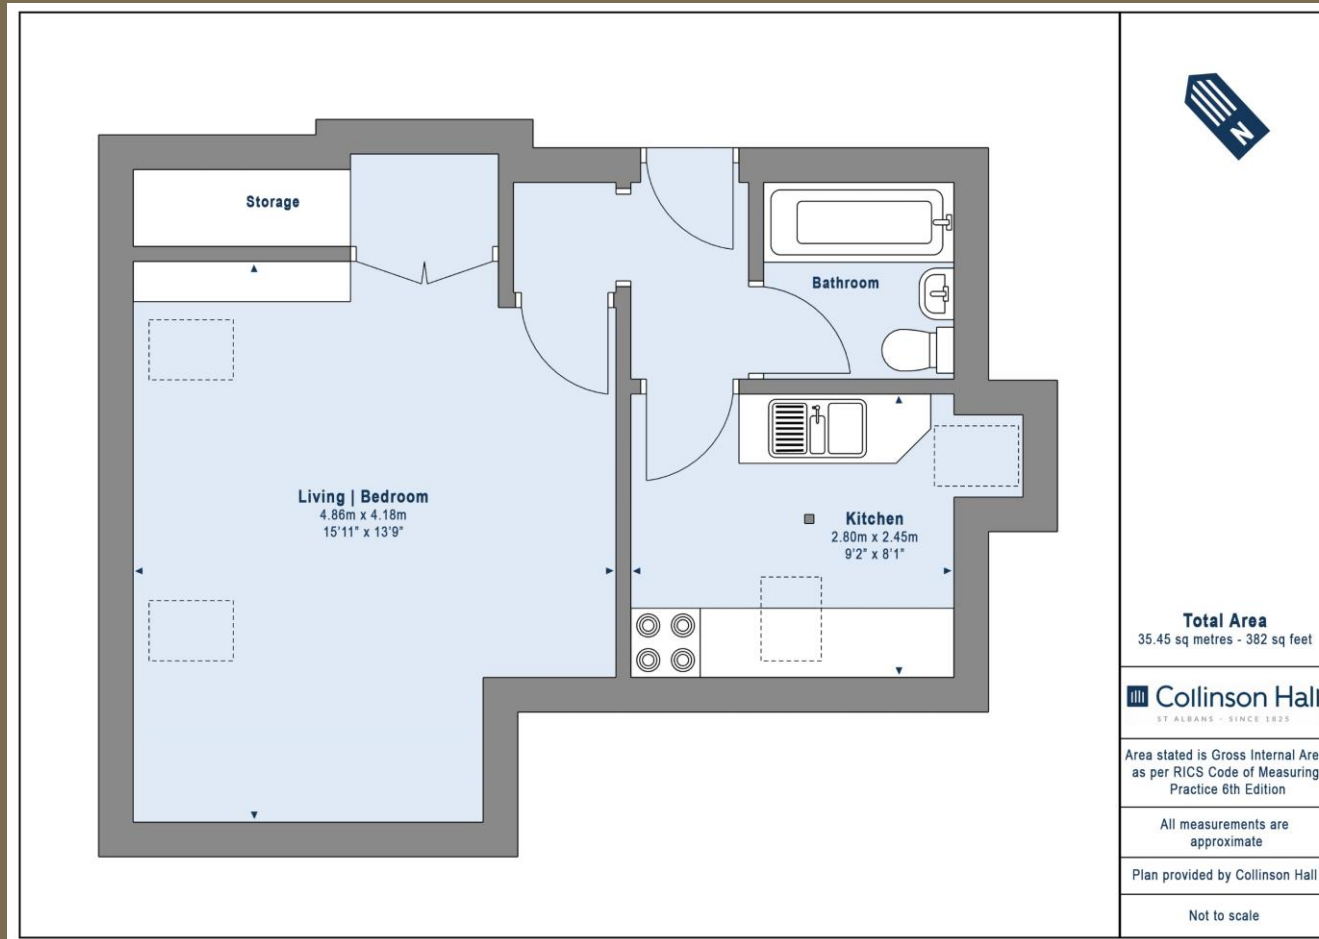 Storage
Bathroom
Living | Bedroom
4.86m x 4.18m
15'11" x 13'9"
Kitchen
2.80m x 2.45m
9'2" x 8'1"
N
Total Area
35.45 sq metres - 382 sq feet
Collinson Hall
ST ALBANS - SINCE 1825
Area stated is Gross Internal Are
as per RICS Code of Measuring
Practice 6th Edition
All measurements are
approximate
Plan provided by Collinson Hall
Not to scale